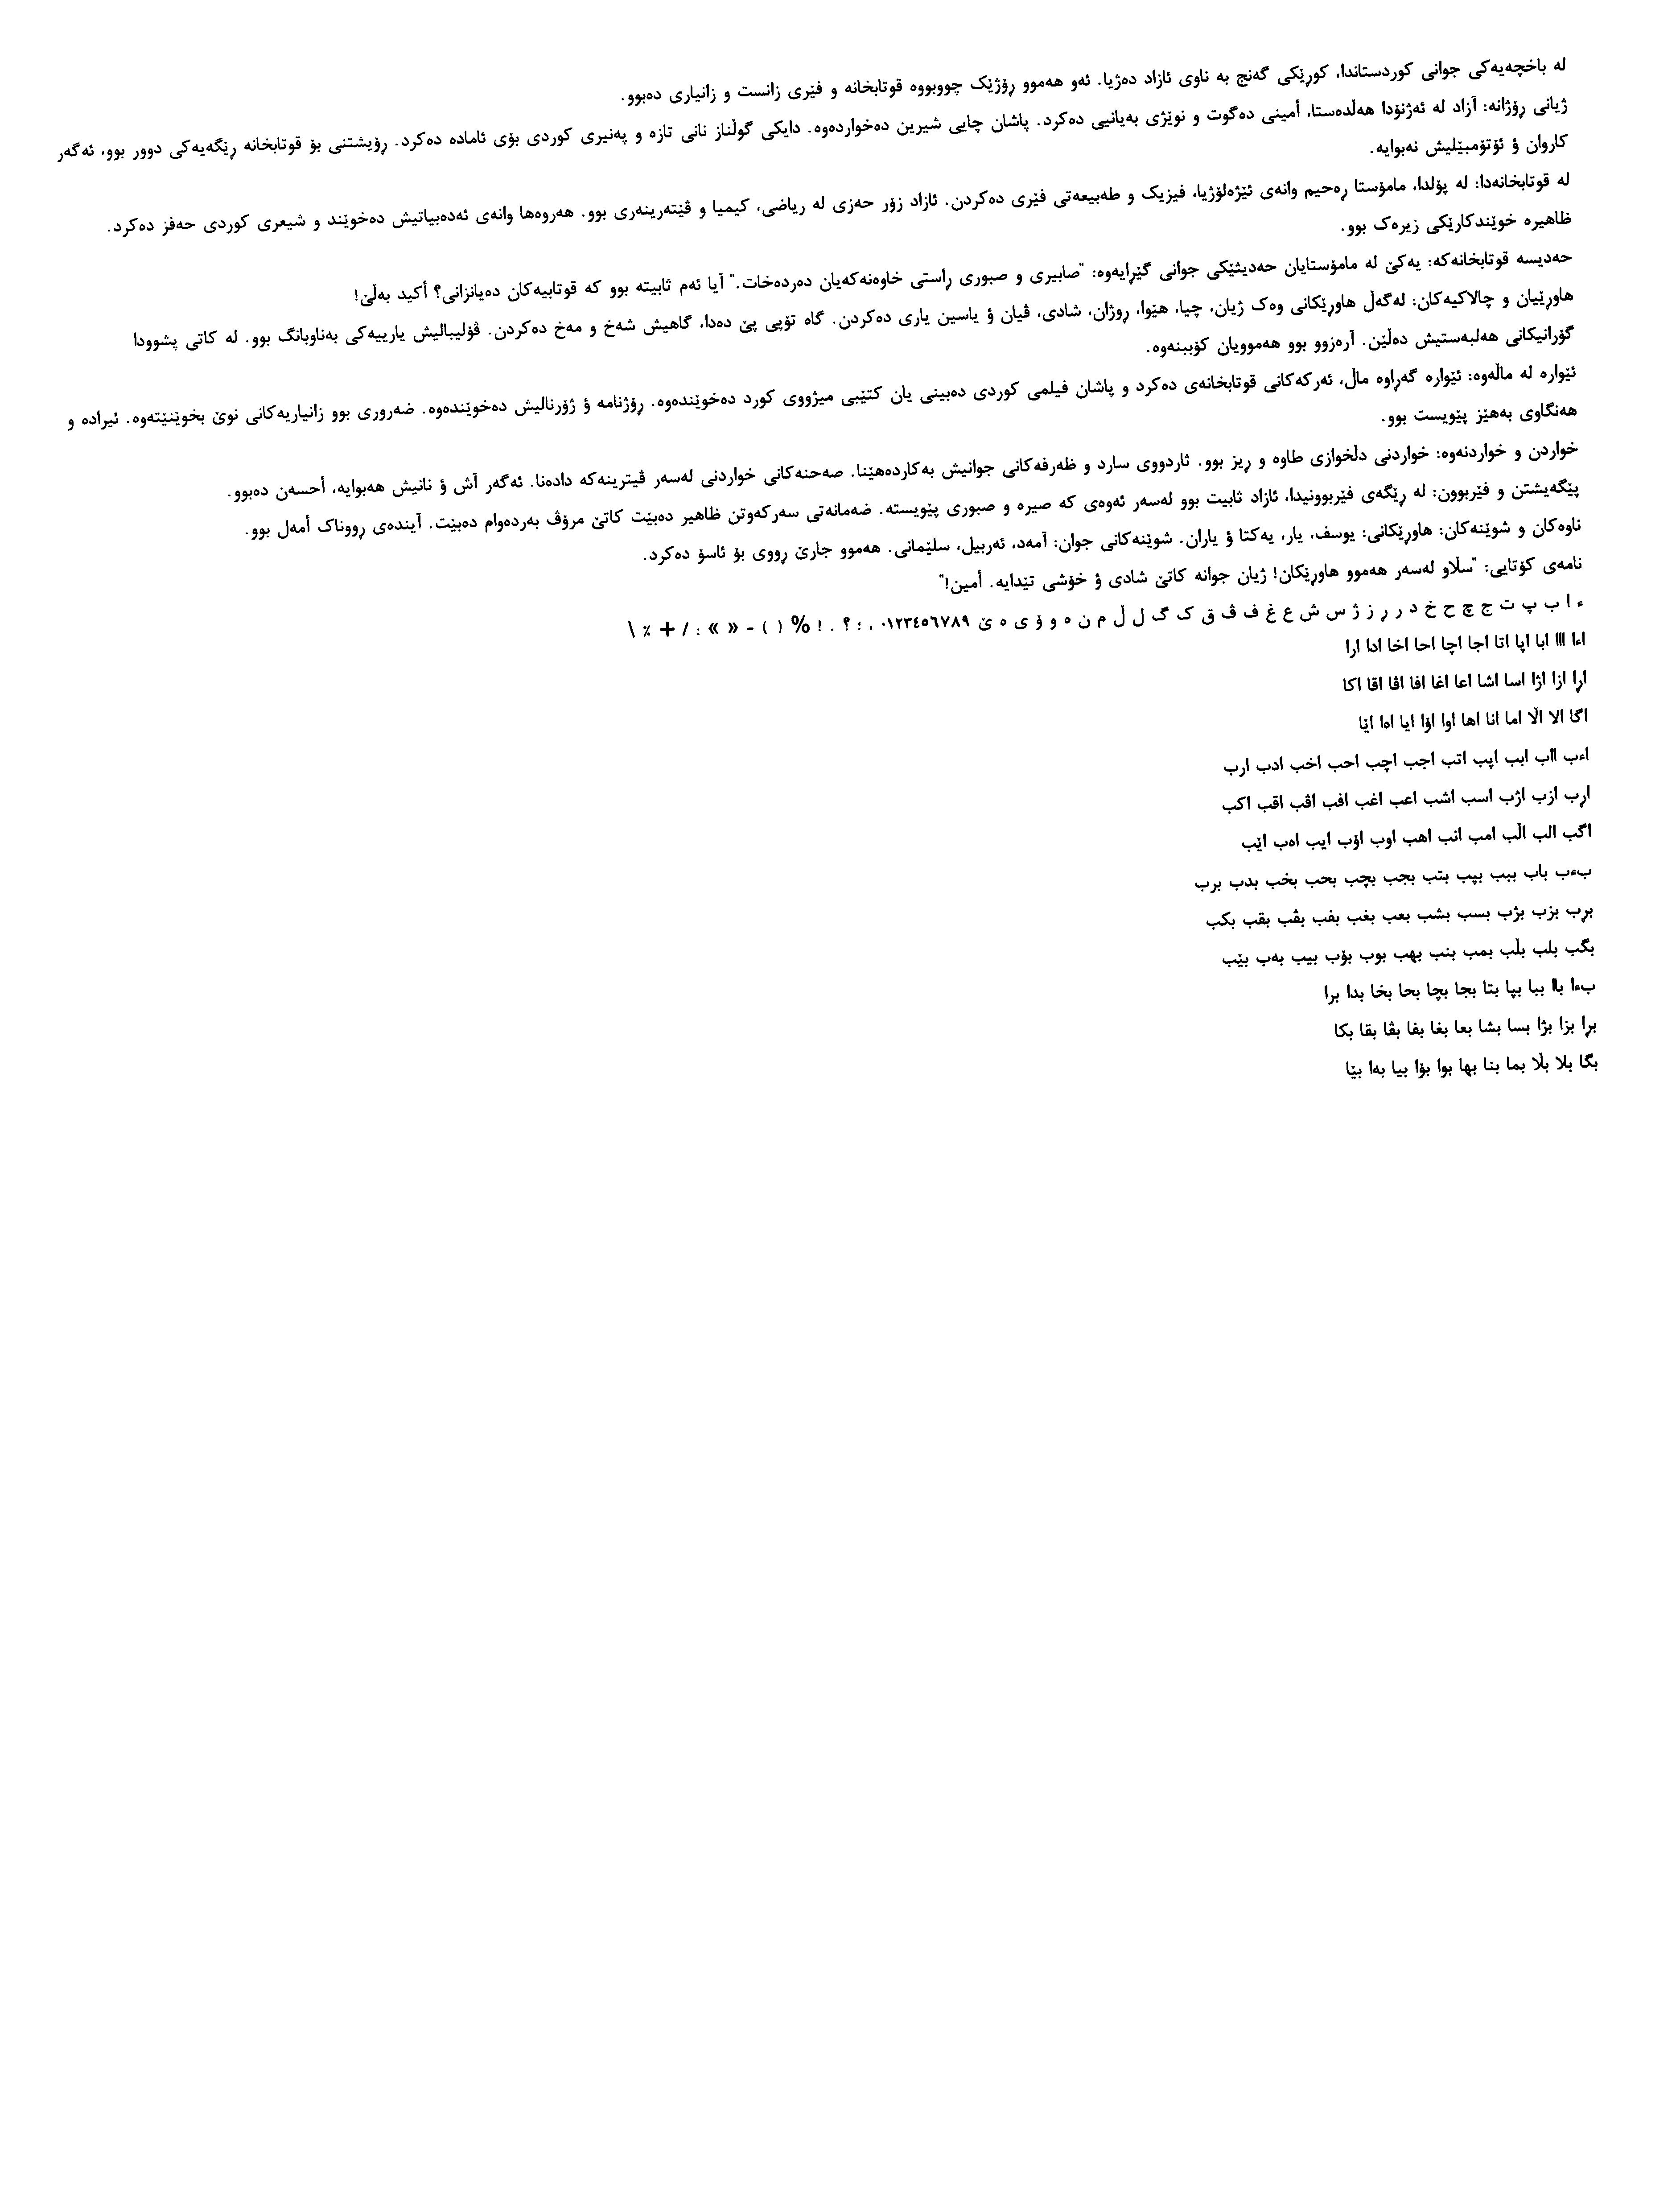 لە باخچەیەکی جوانی کوردستاندا، کوڕێکی گەنج بە ناوی ئازاد دەژیا. ئەو هەموو ڕۆژێک چووبووە قوتابخانە و فێری زانست و زانیاری دەبوو.
ژیانی ڕۆژانە: آزاد لە ئەژنۆدا هەڵدەستا، أمینی دەگوت و نوێژی بەیانیی دەکرد. پاشان چایی شیرین دەخواردەوە. دایکی گوڵناز نانی تازە و پەنیری کوردی بۆی ئامادە دەکرد. ڕۆیشتنی بۆ قوتابخانە ڕێگەیەکی دوور بوو، ئەگەر
کاروان ؤ ئۆتۆمبێلیش نەبوایە.
لە قوتابخانەدا: لە پۆلدا، مامۆستا ڕەحیم وانەی ئێژەلۆژیا، فیزیک و طەبیعەتی فێری دەکردن. ئازاد زۆر حەزی لە ریاضی، کیمیا و ڤێتەرینەری بوو. هەروەها وانەی ئەدەبیاتیش دەخوێند و شیعری کوردی حەفز دەکرد.
ظاهیرە خوێندکارێکی زیرەک بوو.
حەدیسە قوتابخانەکە: یەکێ لە مامۆستایان حەدیثێکی جوانی گێڕایەوە: "صابیری و صبوری ڕاستی خاوەنەکەیان دەردەخات." آیا ئەم ثابیتە بوو کە قوتابیەکان دەیانزانی؟ أکید بەڵێ!
هاوڕێیان و چالاکیەکان: لەگەڵ هاوڕێکانی وەک ژیان، چیا، هێوا، ڕوژان، شادی، ڤیان ؤ یاسین یاری دەکردن. گاە تۆپی پێ دەدا، گاهیش شەخ و مەخ دەکردن. ڤۆلیبالیش یارییەکی بەناوبانگ بوو. لە کاتی پشوودا
گۆرانیکانی هەلبەستیش دەڵێن. آرەزوو بوو هەموویان کۆببنەوە.
ئێوارە لە ماڵەوە: ئێوارە گەڕاوە ماڵ، ئەرکەکانی قوتابخانەی دەکرد و پاشان فیلمی کوردی دەبینی یان کتێبی میژووی کورد دەخوێندەوە. ڕۆژنامە ؤ ژۆرنالیش دەخوێندەوە. ضەروری بوو زانیاریەکانی نوێ بخوێنێتەوە. ئیرادە و
هەنگاوی بەهێز پێویست بوو.
خواردن و خواردنەوە: خواردنی دڵخوازی طاوە و ڕیز بوو. ثاردووی سارد و ظەرفەکانی جوانیش بەکاردەهێنا. صەحنەکانی خواردنی لەسەر ڤیترینەکە دادەنا. ئەگەر آش ؤ نانیش هەبوایە، أحسەن دەبوو.
پێگەیشتن و فێربوون: لە ڕێگەی فێربوونیدا، ئازاد ثابیت بوو لەسەر ئەوەی کە صیرە و صبوری پێویستە. ضەمانەتی سەرکەوتن ظاهیر دەبێت کاتێ مرۆڤ بەردەوام دەبێت. آیندەی ڕووناک أمەل بوو.
ناوەکان و شوێنەکان: هاوڕێکانی: یوسف، یار، یەکتا ؤ یاران. شوێنەکانی جوان: آمەد، ئەربیل، سلێمانی. هەموو جارێ ڕووی بۆ ئاسۆ دەکرد.
نامەی کۆتایی: "سڵاو لەسەر هەموو هاوڕێکان! ژیان جوانە کاتێ شادی ؤ خۆشی تێدایە. أمین!"
ء ا ب پ ت ج چ ح خ د ر ڕ ز ژ س ش ع غ ف ڤ ق ک گ ل ڵ م ن ە و ۆ ی ە ێ ٠١٢٣٤٥٦٧٨٩ ، ؛ ؟ . ! % ( ) - « » : / + ٪ \
اءا ااا ابا اپا اتا اجا اچا احا اخا ادا ارا
اڕا ازا اژا اسا اشا اعا اغا افا اڤا اقا اکا
اگا الا اڵا اما انا اها اوا اۆا ایا اەا اێا
اءب ااب ابب اپب اتب اجب اچب احب اخب ادب ارب
اڕب ازب اژب اسب اشب اعب اغب افب اڤب اقب اکب
اگب الب اڵب امب انب اهب اوب اۆب ایب اەب اێب
بءب باب ببب بپب بتب بجب بچب بحب بخب بدب برب
بڕب بزب بژب بسب بشب بعب بغب بفب بڤب بقب بکب
بگب بلب بڵب بمب بنب بهب بوب بۆب بیب بەب بێب
بءا باا ببا بپا بتا بجا بچا بحا بخا بدا برا
بڕا بزا بژا بسا بشا بعا بغا بفا بڤا بقا بکا
بگا بلا بڵا بما بنا بها بوا بۆا بیا بەا بێا